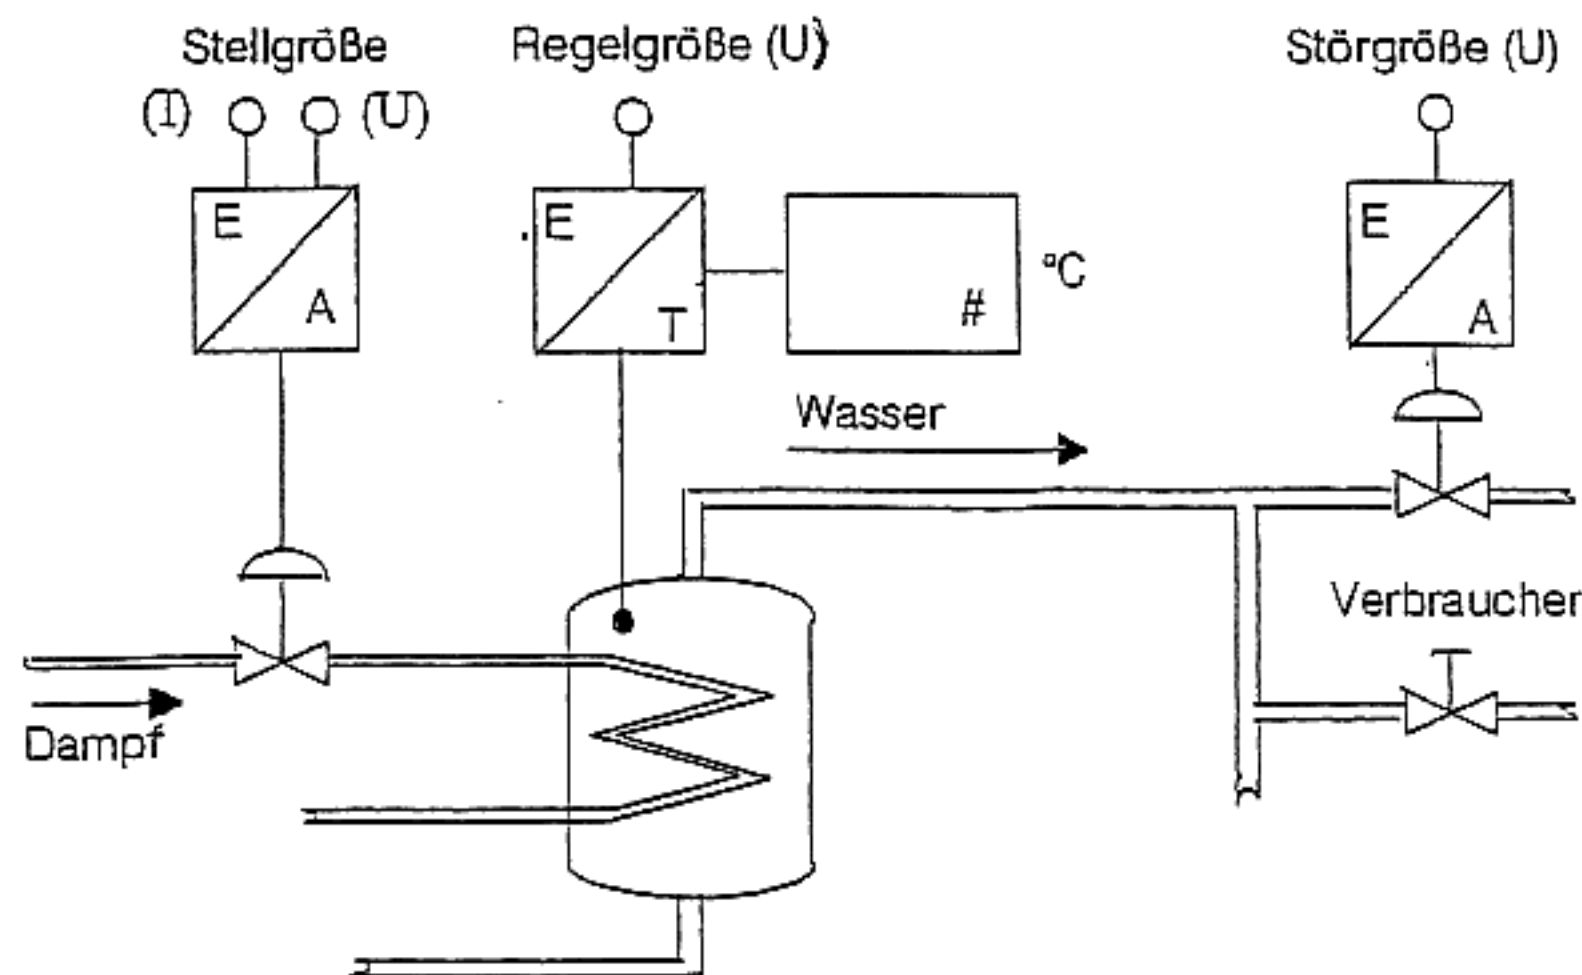 Stellgröße
Regelgröße (U)
Störgröße (U)
(I)
(U)
E
A
E
T
#
°C
E
A
Wasser
Verbraucher
Dampf